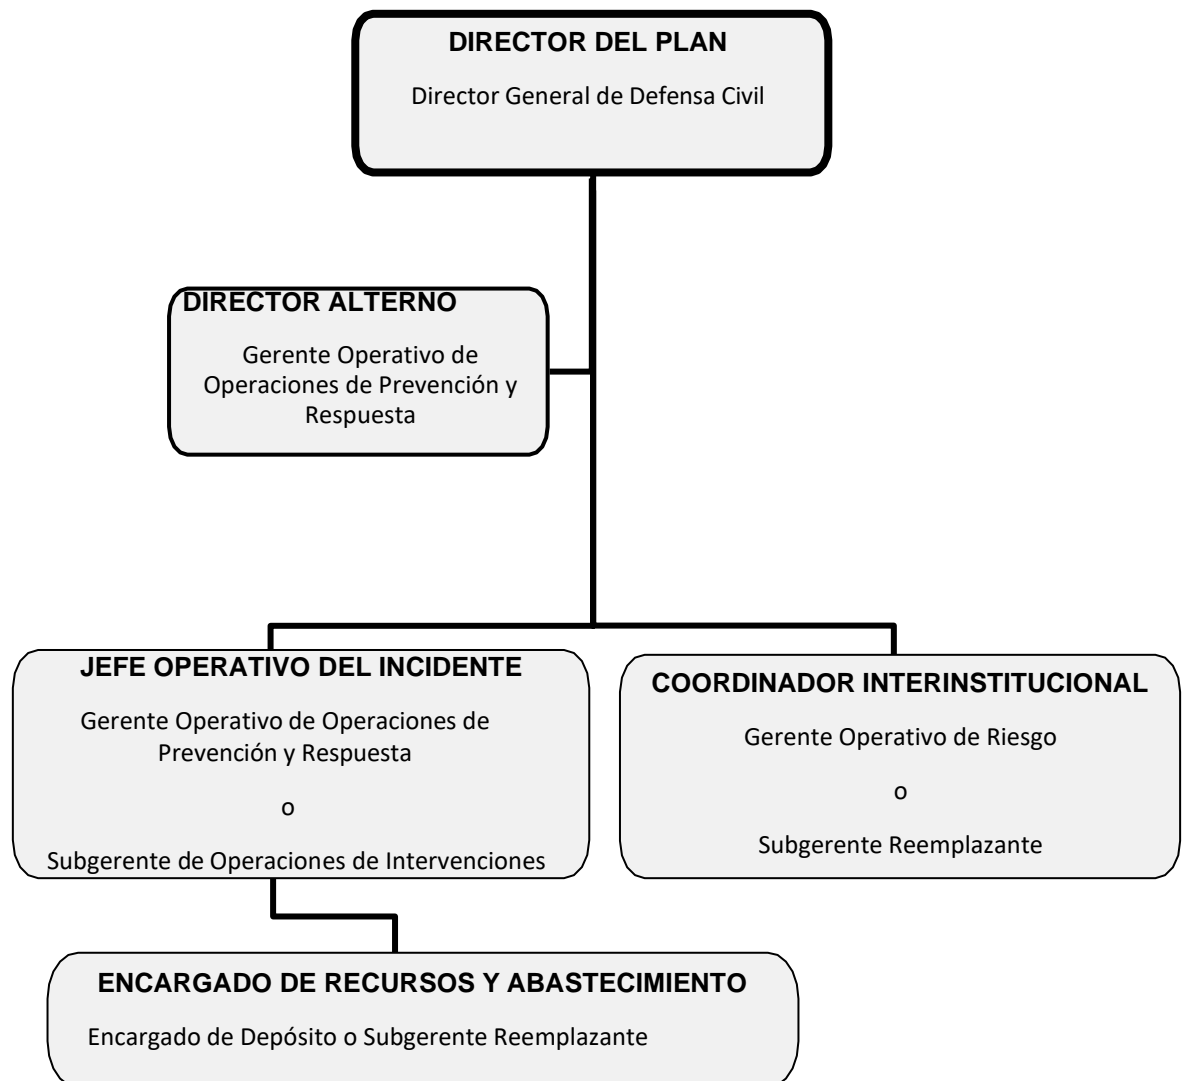 DIRECTOR DEL PLAN
Director General de Defensa Civil
DIRECTOR ALTERNO
Gerente Operativo de
Operaciones de Prevención y
Respuesta
JEFE OPERATIVO DEL INCIDENTE
Gerente Operativo de Operaciones de
Prevención y Respuesta
o
Subgerente de Operaciones de Intervenciones
COORDINADOR INTERINSTITUCIONAL
Gerente Operativo de Riesgo
o
Subgerente Reemplazante
ENCARGADO DE RECURSOS Y ABASTECIMIENTO
Encargado de Depósito o Subgerente Reemplazante